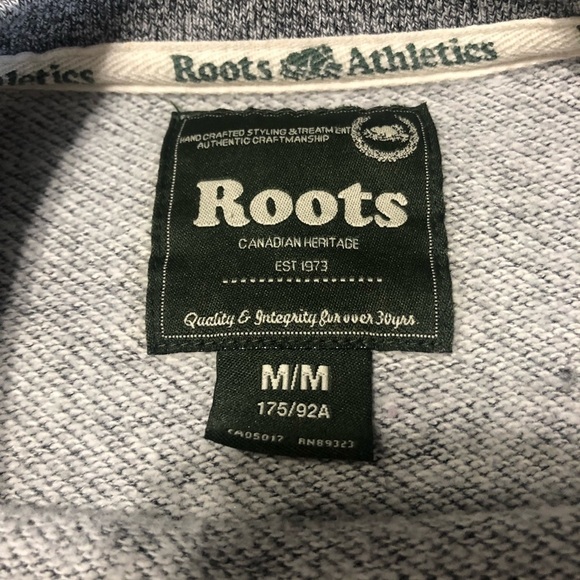 Roots Athletics
HAND CRAFTED STYLING & TREATMENT
AUTHENTIC CRAFTMANSHIP
Roots
CANADIAN HERITAGE
EST 1973
Quality & Integrity for over 30yrs.
M/M
175/92A
CA05017 RN89323